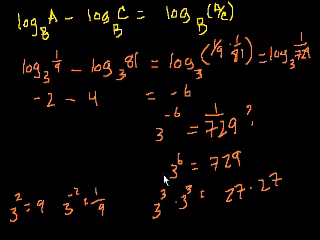 log_B A - log_B C = log_B (A/C)
log_3 1/9 - log_3 81 = log_3 (1/9 · 1/81) = log_3 1/729
-2 - 4 = -6
3^-6 = 1/729 ?
3^6 = 729
3^2 = 9 3^-2 = 1/9 3^3 · 3^3 = 27 · 27